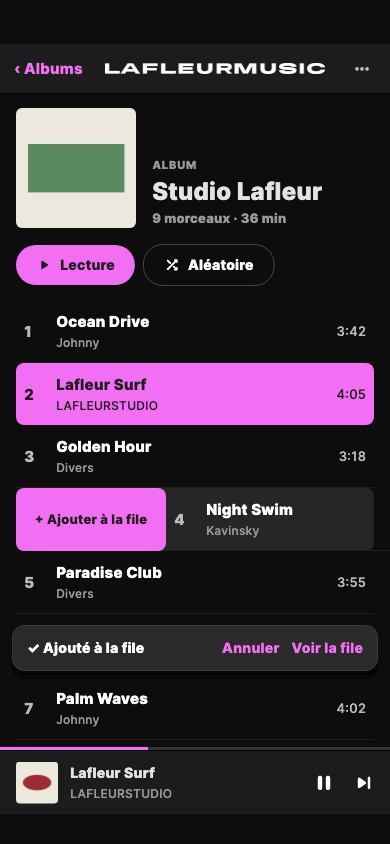 ‹ Albums LAFLEURMUSIC •••
ALBUM
Studio Lafleur
9 morceaux · 36 min
Lecture
Aléatoire
1 Ocean Drive 3:42
Johnny
2 Lafleur Surf 4:05
LAFLEURSTUDIO
3 Golden Hour 3:18
Divers
+ Ajouter à la file 4 Night Swim
Kavinsky
5 Paradise Club 3:55
Divers
✓ Ajouté à la file Annuler Voir la file
7 Palm Waves 4:02
Johnny
Lafleur Surf
LAFLEURSTUDIO